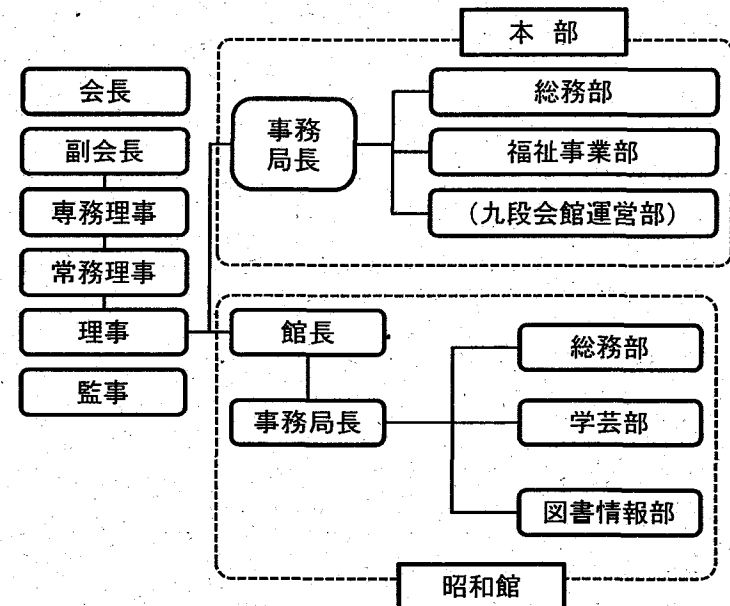 本 部
会長
副会長
専務理事
常務理事
理事
監事
事務
局長
総務部
福祉事業部
(九段会館運営部)
館長
事務局長
総務部
学芸部
図書情報部
昭和館